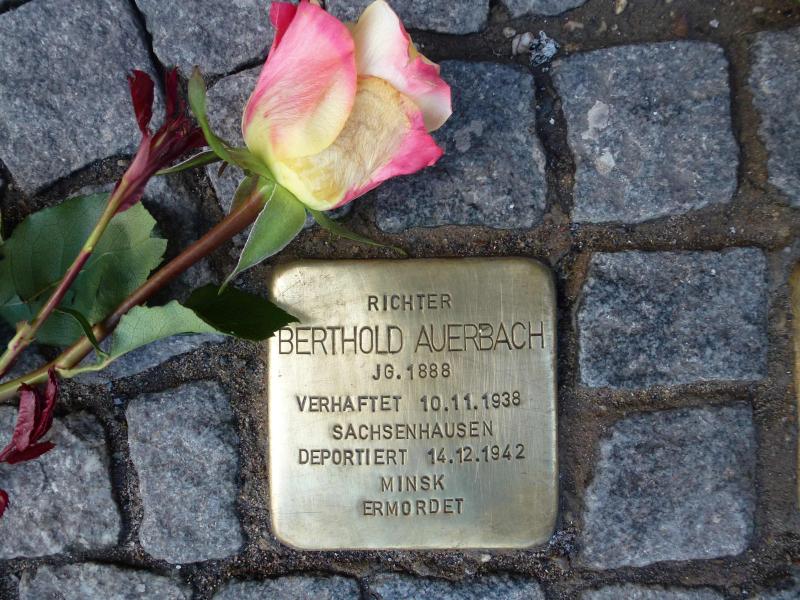 RICHTER
BERTHOLD AUERBACH
JG. 1888
VERHAFTET 10.11.1938
SACHSENHAUSEN
DEPORTIERT 14.12.1942
MINSK
ERMORDET